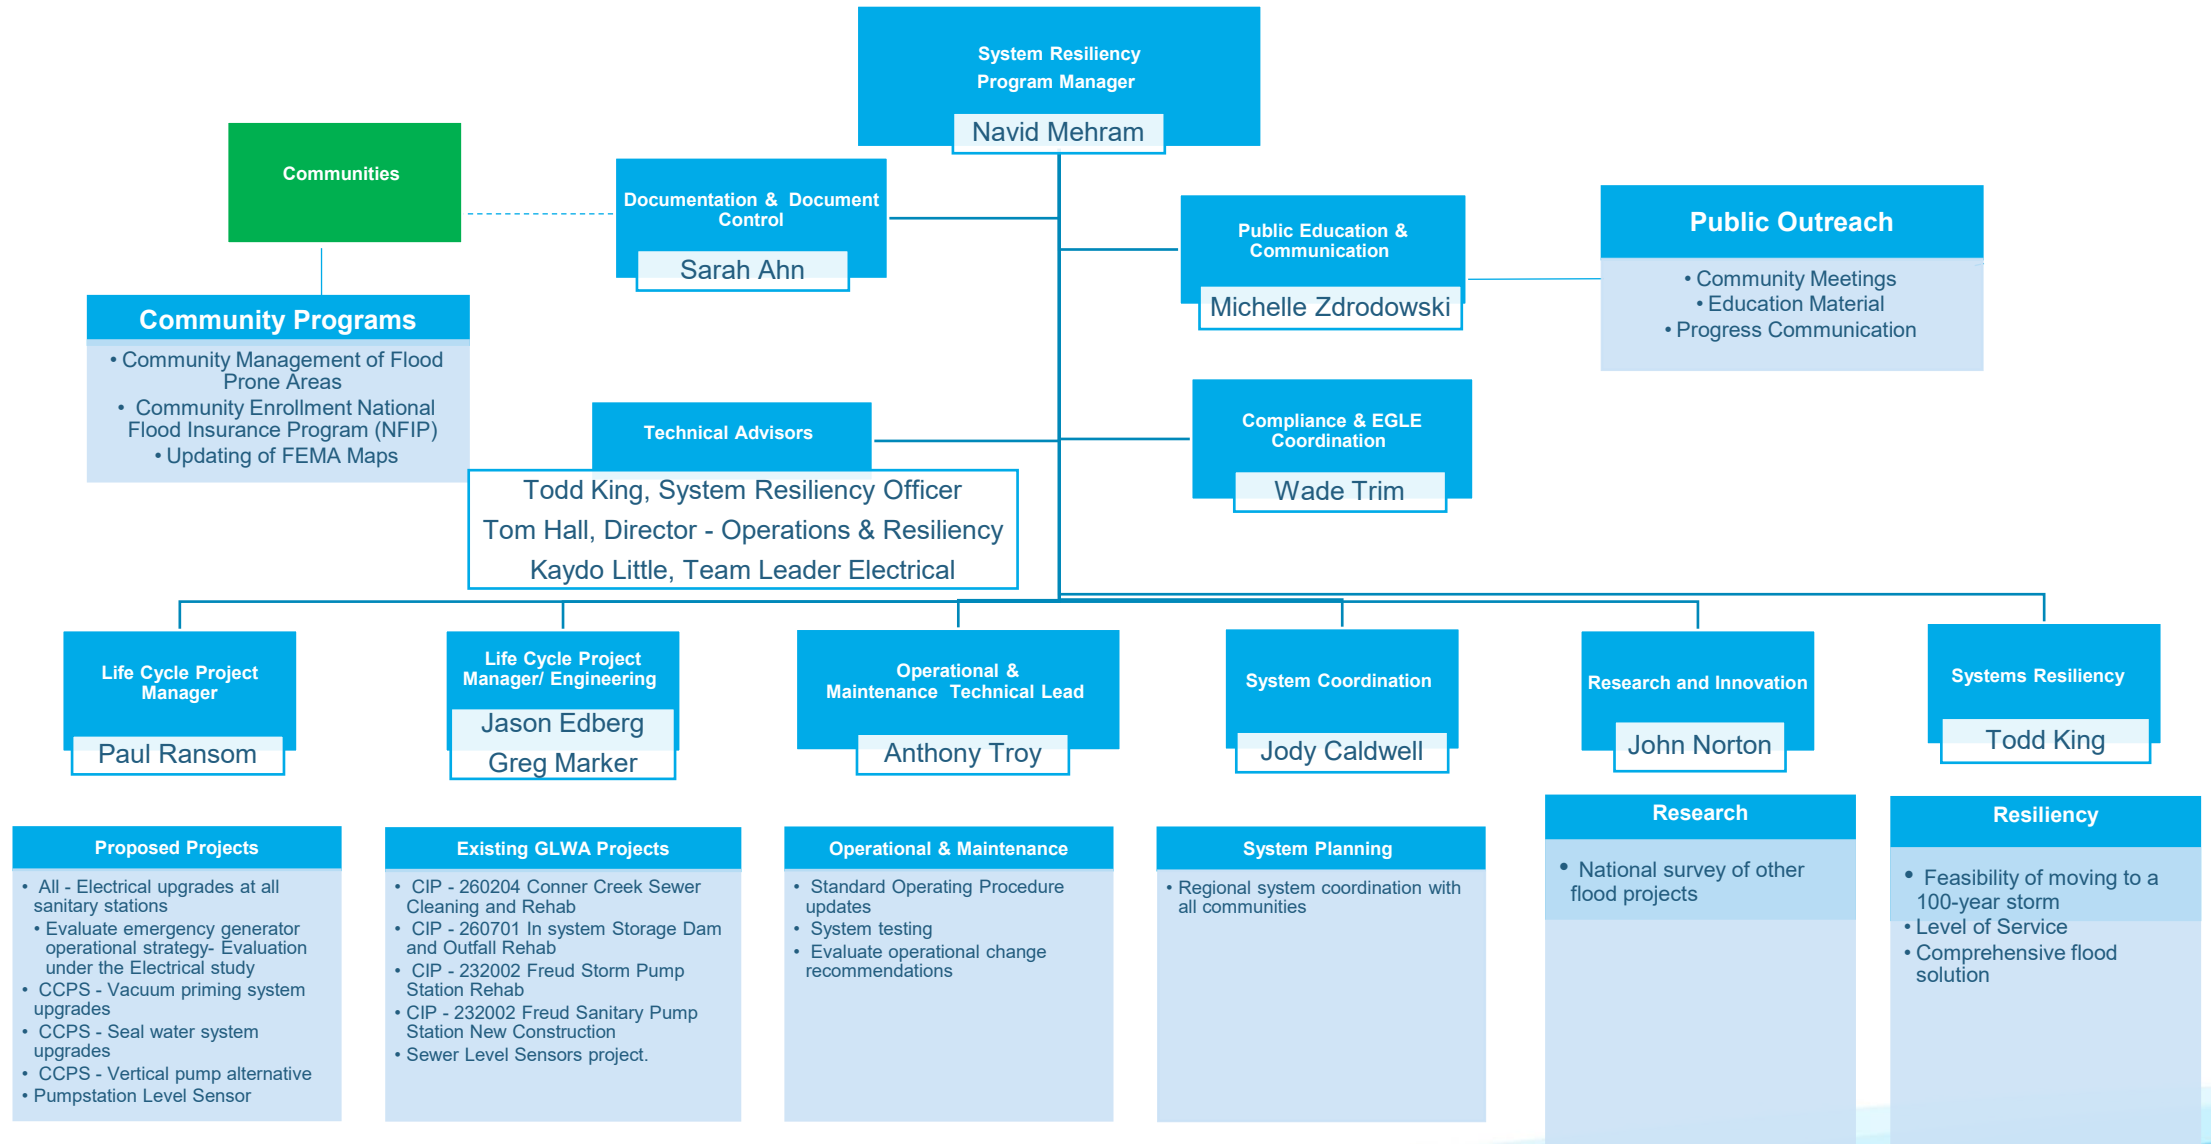 System Resiliency
Program Manager
Navid Mehram
Communities
Documentation & Document
Control
Sarah Ahn
Public Education &
Communication
Michelle Zdrodowski
Public Outreach
• Community Meetings
• Education Material
• Progress Communication
Community Programs
• Community Management of Flood
Prone Areas
• Community Enrollment National
Flood Insurance Program (NFIP)
• Updating of FEMA Maps
Technical Advisors
Todd King, System Resiliency Officer
Tom Hall, Director - Operations & Resiliency
Kaydo Little, Team Leader Electrical
Compliance & EGLE
Coordination
Wade Trim
Life Cycle Project
Manager
Paul Ransom
Life Cycle Project
Manager/ Engineering
Jason Edberg
Greg Marker
Operational &
Maintenance Technical Lead
Anthony Troy
System Coordination
Jody Caldwell
Research and Innovation
John Norton
Systems Resiliency
Todd King
Proposed Projects
• All - Electrical upgrades at all
sanitary stations
• Evaluate emergency generator
operational strategy- Evaluation
under the Electrical study
• CCPS - Vacuum priming system
upgrades
• CCPS - Seal water system
upgrades
• CCPS - Vertical pump alternative
• Pumpstation Level Sensor
Existing GLWA Projects
• CIP - 260204 Conner Creek Sewer
Cleaning and Rehab
• CIP - 260701 In system Storage Dam
and Outfall Rehab
• CIP - 232002 Freud Storm Pump
Station Rehab
• CIP - 232002 Freud Sanitary Pump
Station New Construction
• Sewer Level Sensors project.
Operational & Maintenance
• Standard Operating Procedure
updates
• System testing
• Evaluate operational change
recommendations
System Planning
• Regional system coordination with
all communities
Research
• National survey of other
flood projects
Resiliency
• Feasibility of moving to a
100-year storm
• Level of Service
• Comprehensive flood
solution